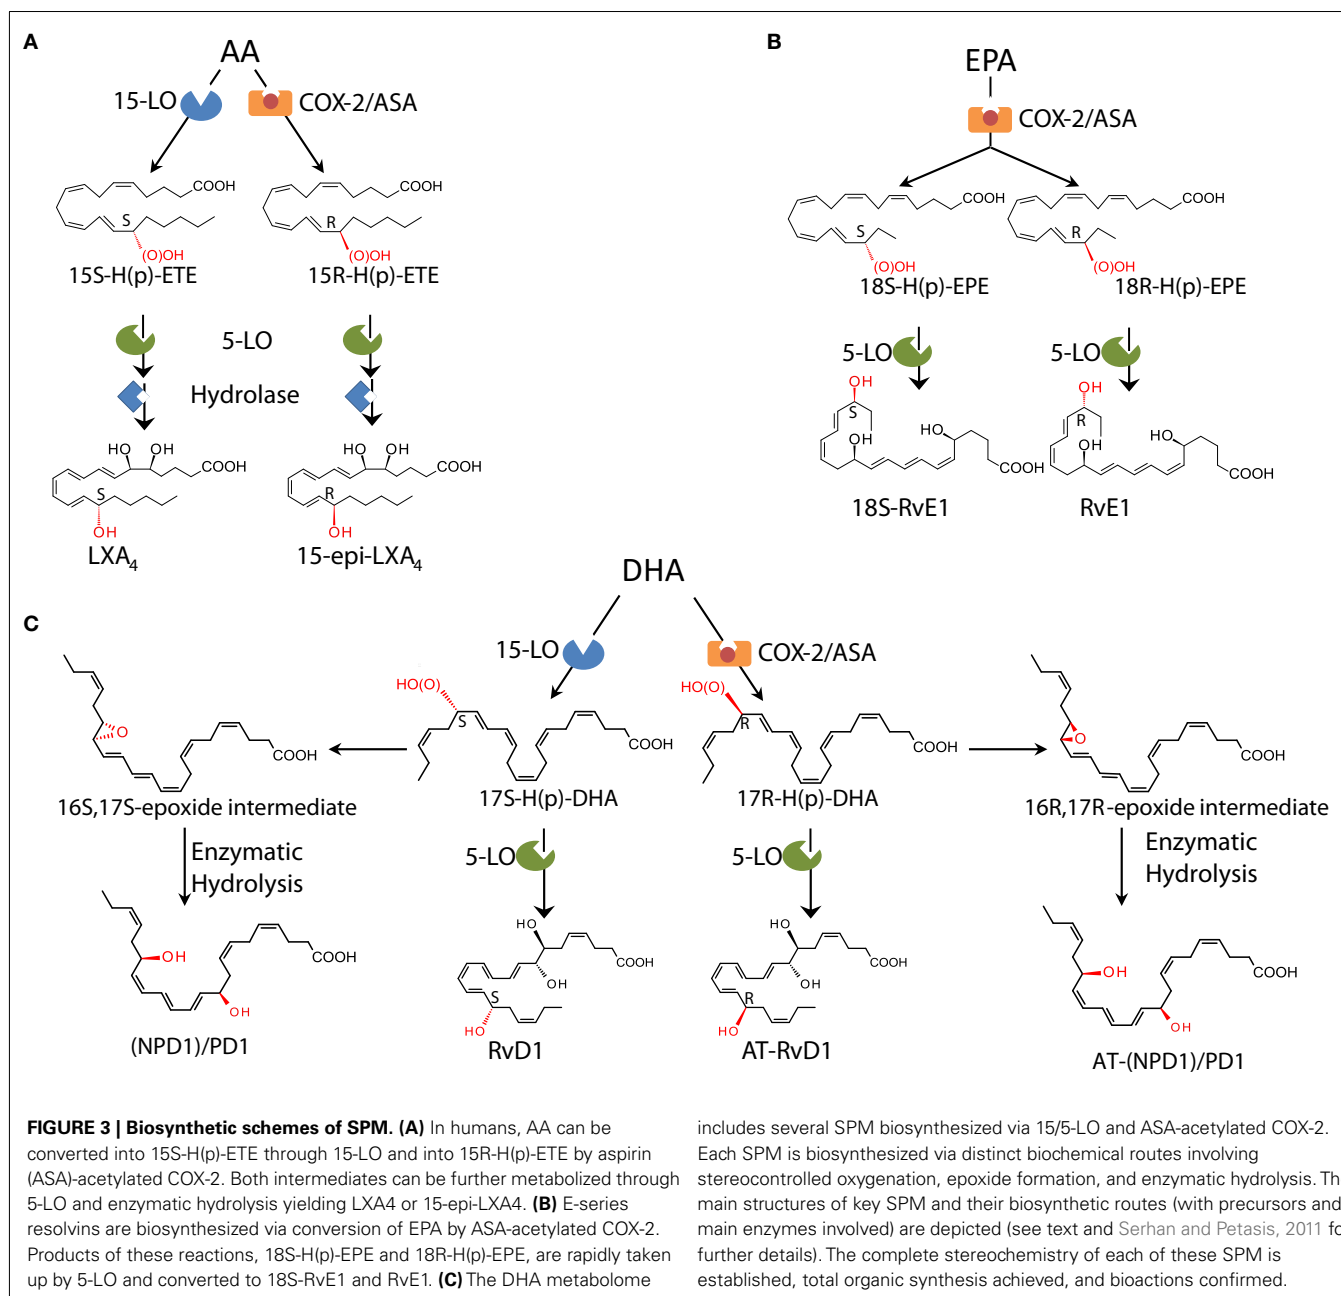 A
AA
15-LO
COX-2/ASA
COOH
COOH
S
R
(O)OH
(O)OH
15S-H(p)-ETE
15R-H(p)-ETE
5-LO
Hydrolase
OH OH
OH OH
COOH
COOH
S
R
OH
OH
LXA4
15-epi-LXA4
B
EPA
COX-2/ASA
COOH
COOH
S
R
(O)OH
(O)OH
18S-H(p)-EPE
18R-H(p)-EPE
5-LO
5-LO
OH
OH
S
R
HO
OH
HO
OH
COOH
COOH
18S-RvE1
RvE1
C
DHA
15-LO
COX-2/ASA
HO(O)
HO(O)
S
R
O
O
COOH
COOH
COOH
COOH
16S,17S-epoxide intermediate
17S-H(p)-DHA
17R-H(p)-DHA
16R,17R-epoxide intermediate
Enzymatic
Hydrolysis
5-LO
5-LO
Enzymatic
Hydrolysis
OH
COOH
OH
(NPD1)/PD1
HO
COOH
OH
S
HO
RvD1
HO
COOH
OH
R
HO
AT-RvD1
OH
COOH
OH
AT-(NPD1)/PD1
FIGURE 3 | Biosynthetic schemes of SPM. (A) In humans, AA can be
converted into 15S-H(p)-ETE through 15-LO and into 15R-H(p)-ETE by aspirin
(ASA)-acetylated COX-2. Both intermediates can be further metabolized through
5-LO and enzymatic hydrolysis yielding LXA4 or 15-epi-LXA4. (B) E-series
resolvins are biosynthesized via conversion of EPA by ASA-acetylated COX-2.
Products of these reactions, 18S-H(p)-EPE and 18R-H(p)-EPE, are rapidly taken
up by 5-LO and converted to 18S-RvE1 and RvE1. (C) The DHA metabolome
includes several SPM biosynthesized via 15/5-LO and ASA-acetylated COX-2.
Each SPM is biosynthesized via distinct biochemical routes involving
stereocontrolled oxygenation, epoxide formation, and enzymatic hydrolysis. Th
main structures of key SPM and their biosynthetic routes (with precursors and
main enzymes involved) are depicted (see text and Serhan and Petasis, 2011 fo
further details). The complete stereochemistry of each of these SPM is
established, total organic synthesis achieved, and bioactions confirmed.